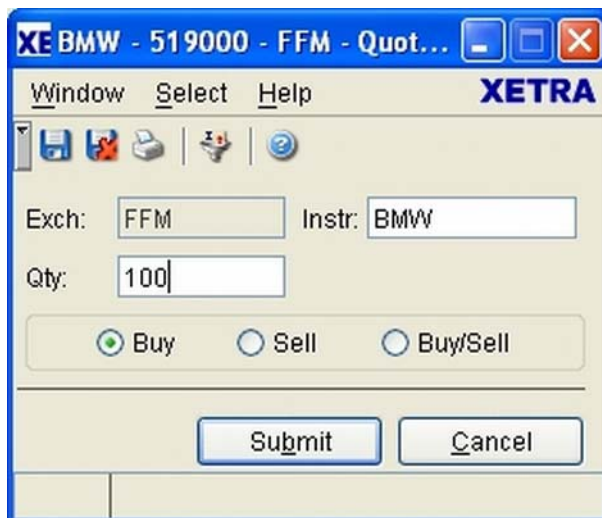 XE BMW - 519000 - FFM - Quot...
Window Select Help XETRA
Exch: FFM Instr: BMW
Qty: 100
Buy Sell Buy/Sell
Submit Cancel